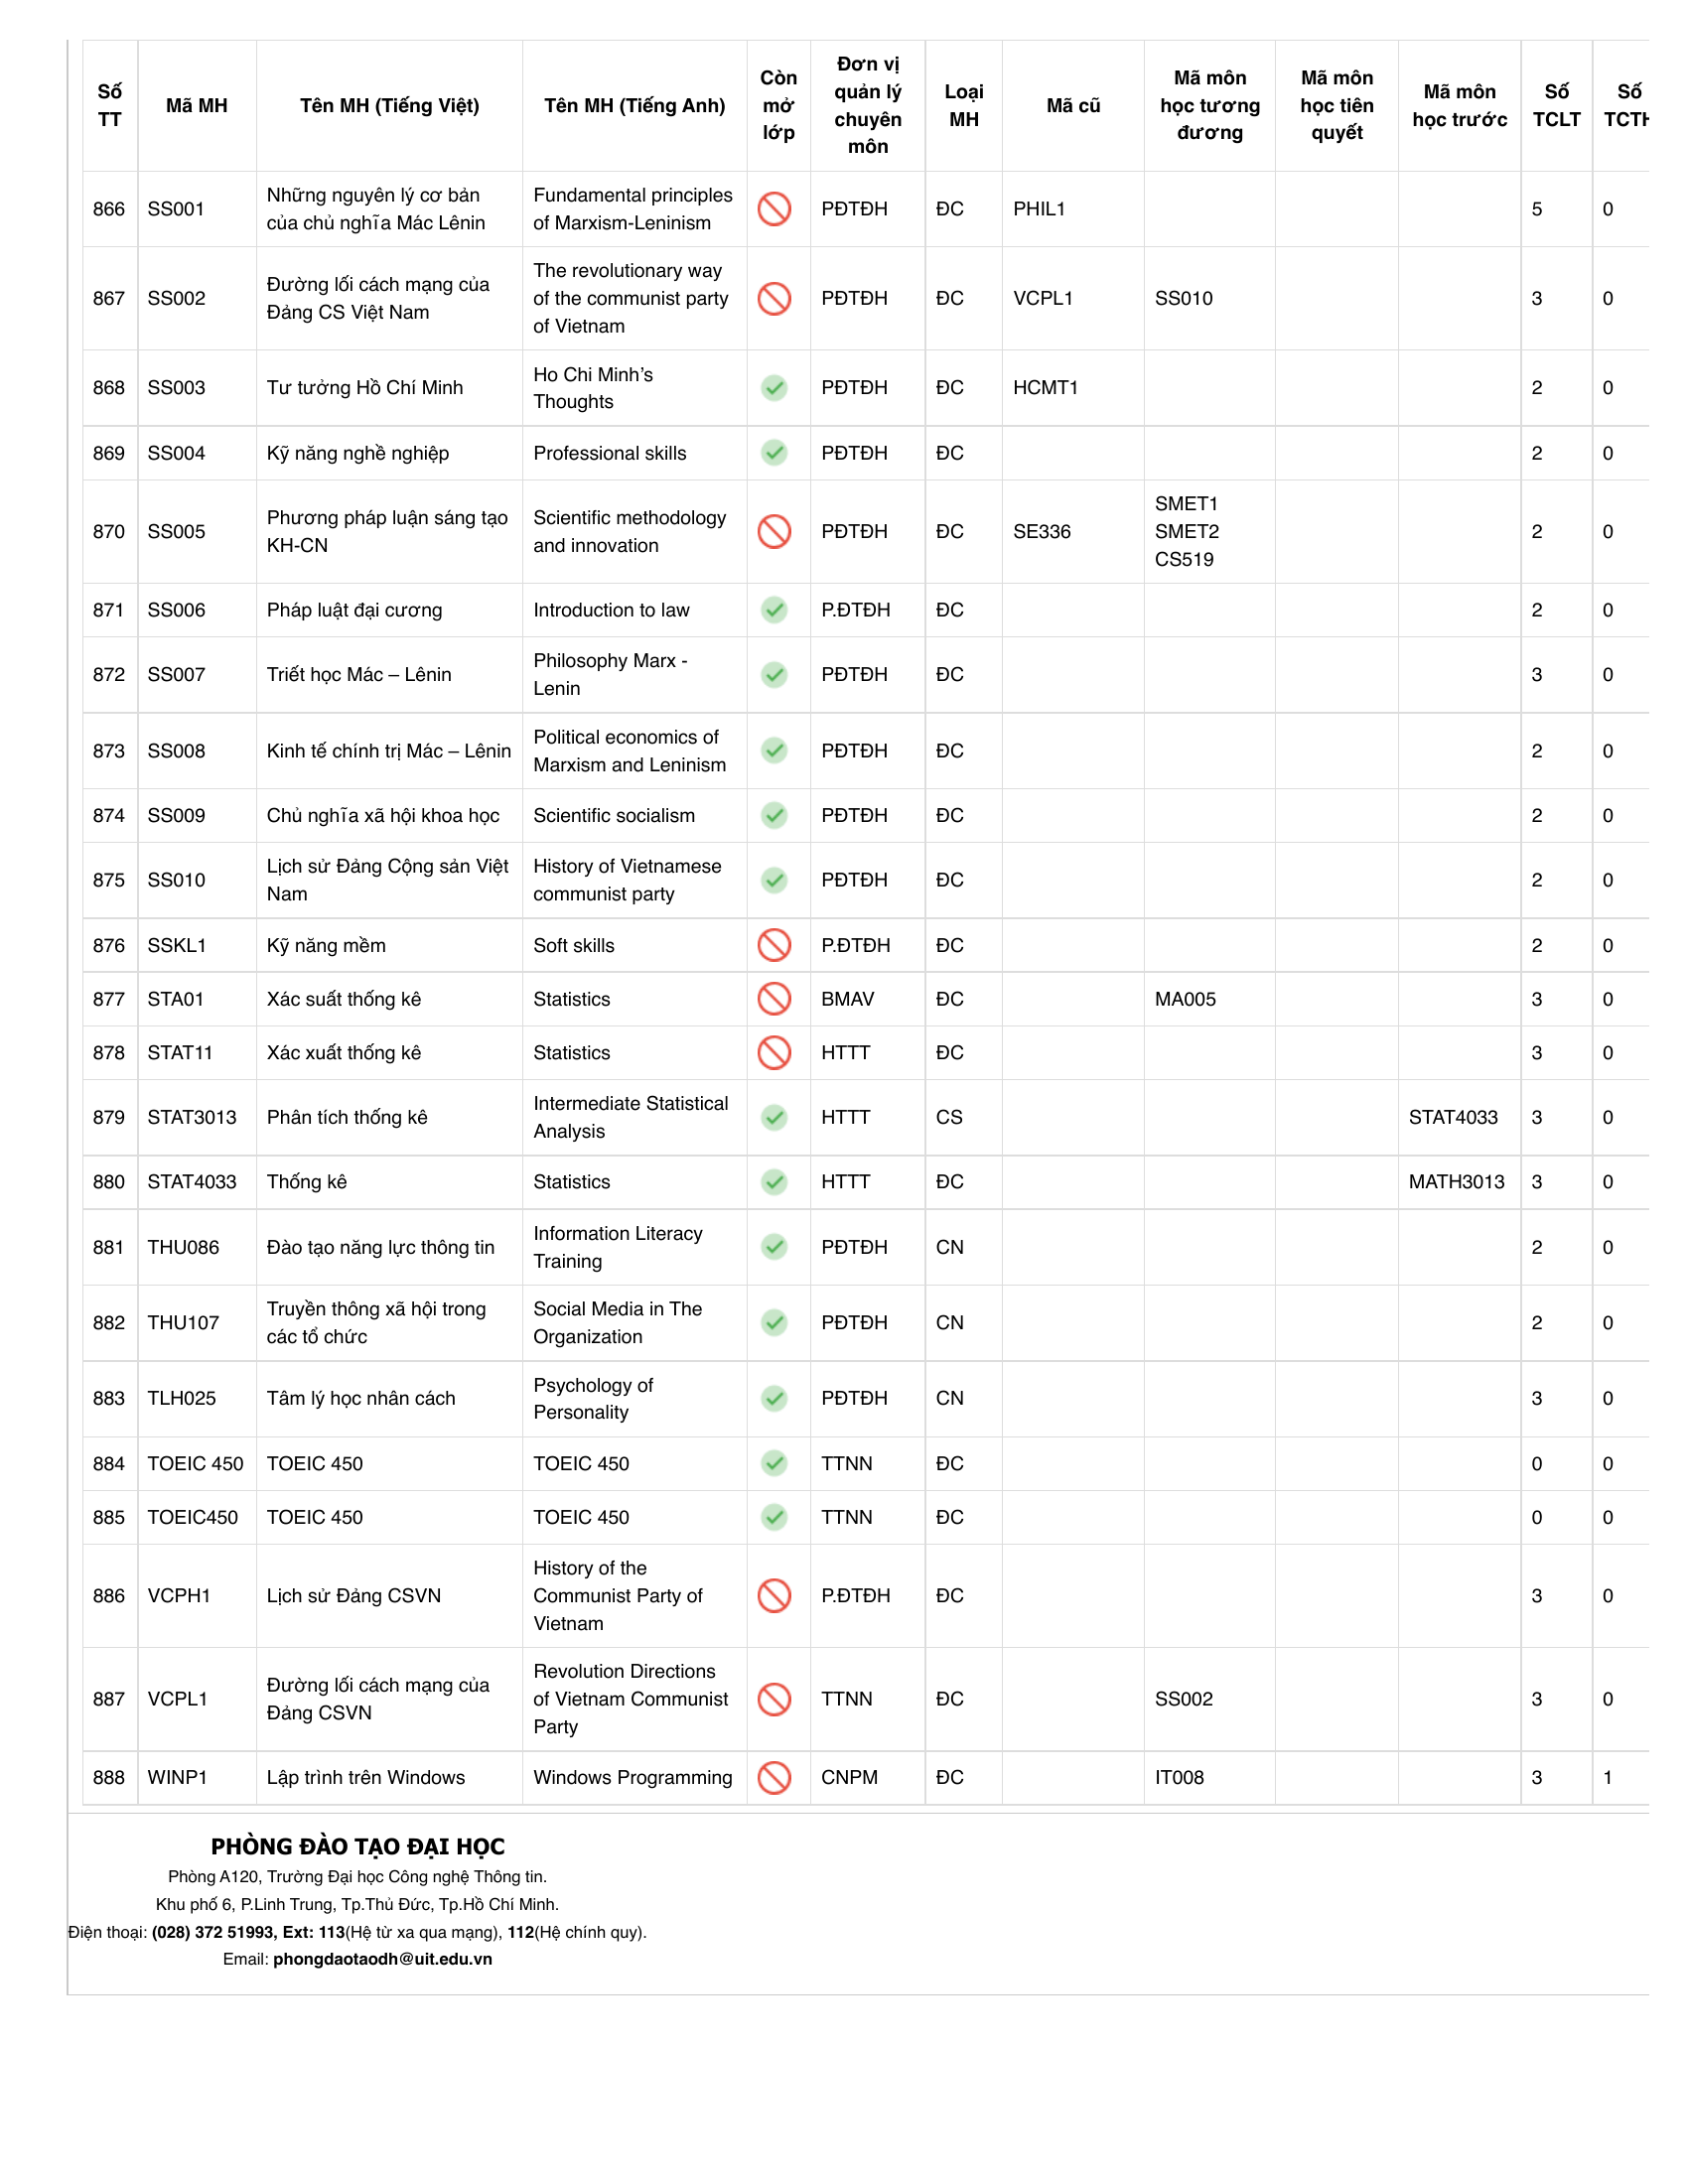 Số TT Mã MH Tên MH (Tiếng Việt) Tên MH (Tiếng Anh) Còn mở lớp Đơn vị quản lý chuyên môn Loại MH Mã cũ Mã môn học tương đương Mã môn học tiên quyết Mã môn học trước Số TCLT Số TCTH
866 SS001 Những nguyên lý cơ bản của chủ nghĩa Mác Lênin Fundamental principles of Marxism-Leninism PĐTĐH ĐC PHIL1 5 0
867 SS002 Đường lối cách mạng của Đảng CS Việt Nam The revolutionary way of the communist party of Vietnam PĐTĐH ĐC VCPL1 SS010 3 0
868 SS003 Tư tưởng Hồ Chí Minh Ho Chi Minh’s Thoughts PĐTĐH ĐC HCMT1 2 0
869 SS004 Kỹ năng nghề nghiệp Professional skills PĐTĐH ĐC 2 0
870 SS005 Phương pháp luận sáng tạo KH-CN Scientific methodology and innovation PĐTĐH ĐC SE336 SMET1 SMET2 CS519 2 0
871 SS006 Pháp luật đại cương Introduction to law P.ĐTĐH ĐC 2 0
872 SS007 Triết học Mác – Lênin Philosophy Marx - Lenin PĐTĐH ĐC 3 0
873 SS008 Kinh tế chính trị Mác – Lênin Political economics of Marxism and Leninism PĐTĐH ĐC 2 0
874 SS009 Chủ nghĩa xã hội khoa học Scientific socialism PĐTĐH ĐC 2 0
875 SS010 Lịch sử Đảng Cộng sản Việt Nam History of Vietnamese communist party PĐTĐH ĐC 2 0
876 SSKL1 Kỹ năng mềm Soft skills P.ĐTĐH ĐC 2 0
877 STA01 Xác suất thống kê Statistics BMAV ĐC MA005 3 0
878 STAT11 Xác xuất thống kê Statistics HTTT ĐC 3 0
879 STAT3013 Phân tích thống kê Intermediate Statistical Analysis HTTT CS STAT4033 3 0
880 STAT4033 Thống kê Statistics HTTT ĐC MATH3013 3 0
881 THU086 Đào tạo năng lực thông tin Information Literacy Training PĐTĐH CN 2 0
882 THU107 Truyền thông xã hội trong các tổ chức Social Media in The Organization PĐTĐH CN 2 0
883 TLH025 Tâm lý học nhân cách Psychology of Personality PĐTĐH CN 3 0
884 TOEIC 450 TOEIC 450 TOEIC 450 TTNN ĐC 0 0
885 TOEIC450 TOEIC 450 TOEIC 450 TTNN ĐC 0 0
886 VCPH1 Lịch sử Đảng CSVN History of the Communist Party of Vietnam P.ĐTĐH ĐC 3 0
887 VCPL1 Đường lối cách mạng của Đảng CSVN Revolution Directions of Vietnam Communist Party TTNN ĐC SS002 3 0
888 WINP1 Lập trình trên Windows Windows Programming CNPM ĐC IT008 3 1
PHÒNG ĐÀO TẠO ĐẠI HỌC
Phòng A120, Trường Đại học Công nghệ Thông tin.
Khu phố 6, P.Linh Trung, Tp.Thủ Đức, Tp.Hồ Chí Minh.
Điện thoại: (028) 372 51993, Ext: 113(Hệ từ xa qua mạng), 112(Hệ chính quy).
Email: phongdaotaodh@uit.edu.vn